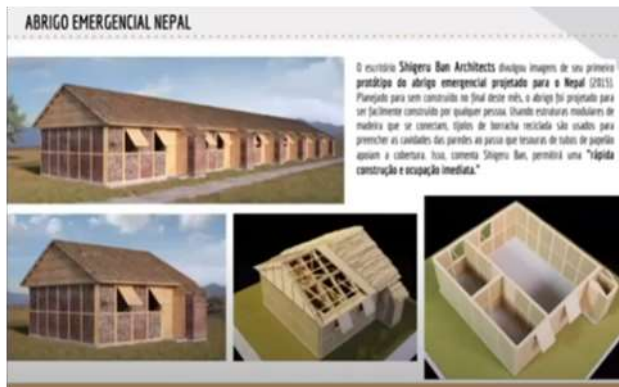 ABRIGO EMERGENCIAL NEPAL
O escritório Shigeru Ban Architects divulgou imagens de seu primeiro
protótipo do abrigo emergencial projetado para o Nepal (2015).
Planejado para sem construído no final deste mês, o abrigo foi projetado para
ser facilmente construído por qualquer pessoa. Usando estruturas modulares de
madeira que se conectam, tijolos de borracha reciclada são usados para
preencher as cavidades das paredes ao passo que tesouras de tubos de papelão
apoiam a cobertura. Isso, comenta Shigeru Ban, permitirá uma "rápida
construção e ocupação imediata."